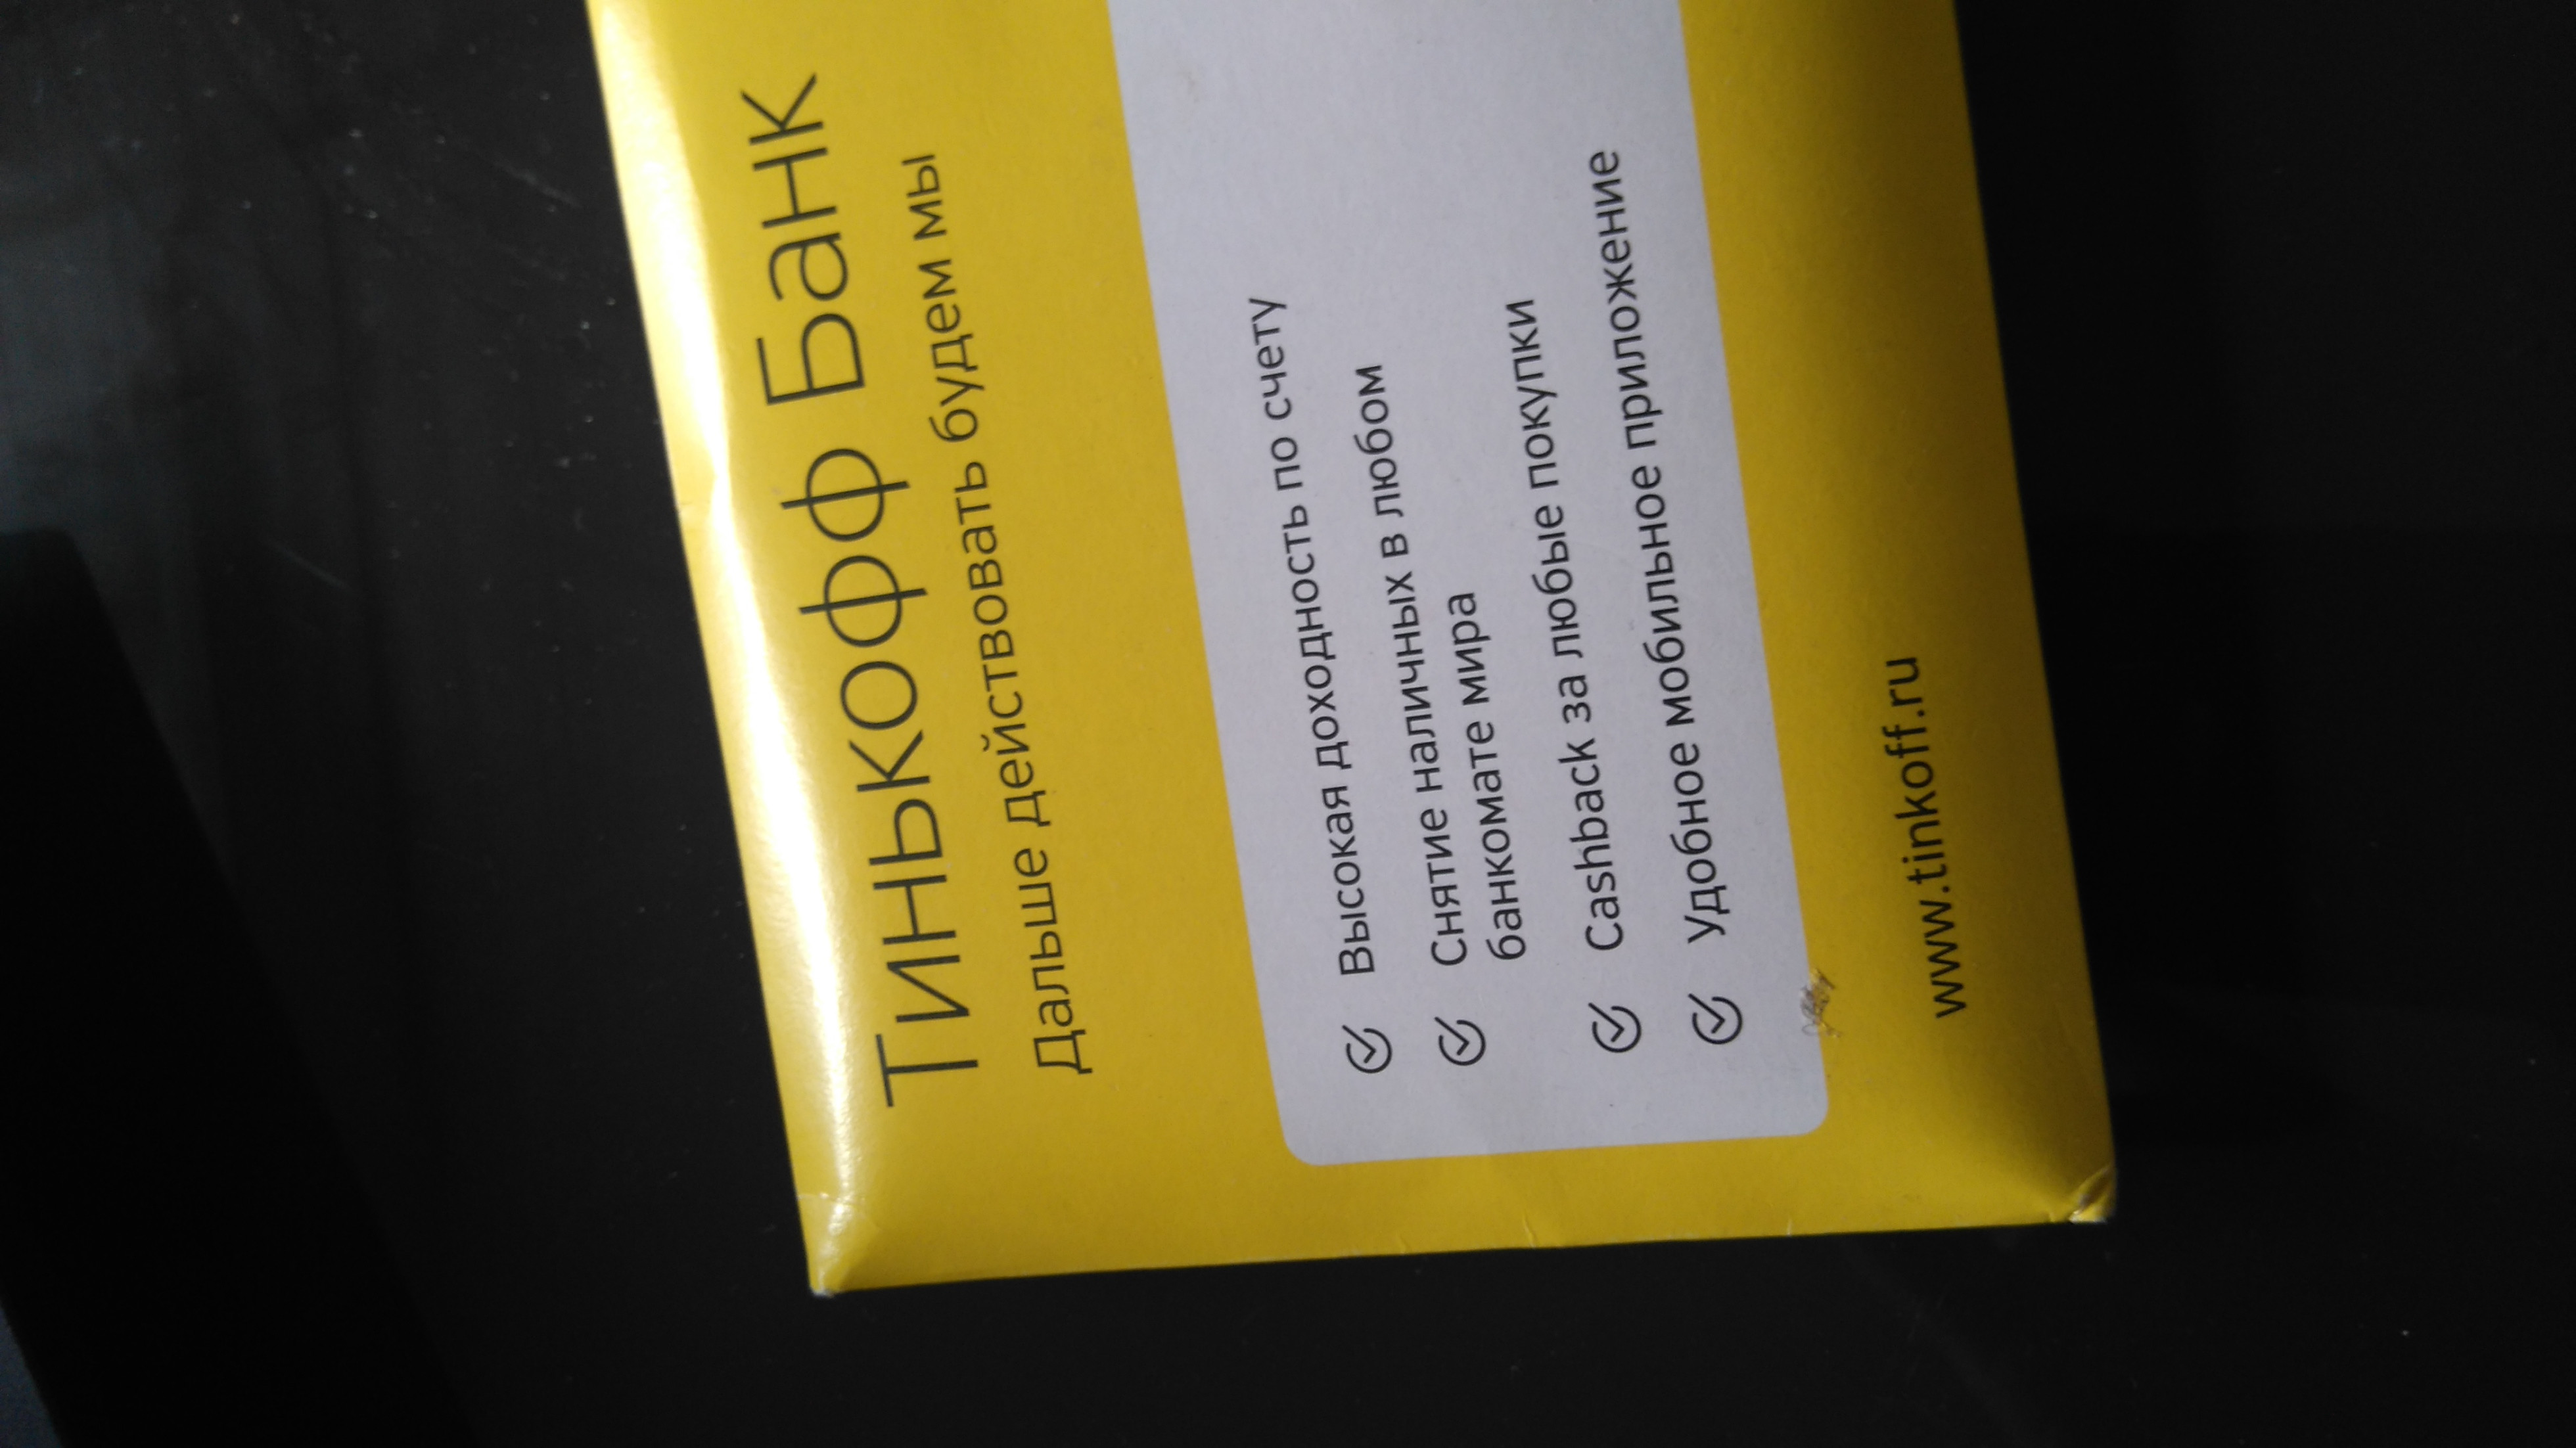 Тинькофф Банк
Дальше действовать будем мы
Высокая доходность по счету
Снятие наличных в любом
банкомате мира
Cashback за любые покупки
Удобное мобильное приложение
www.tinkoff.ru